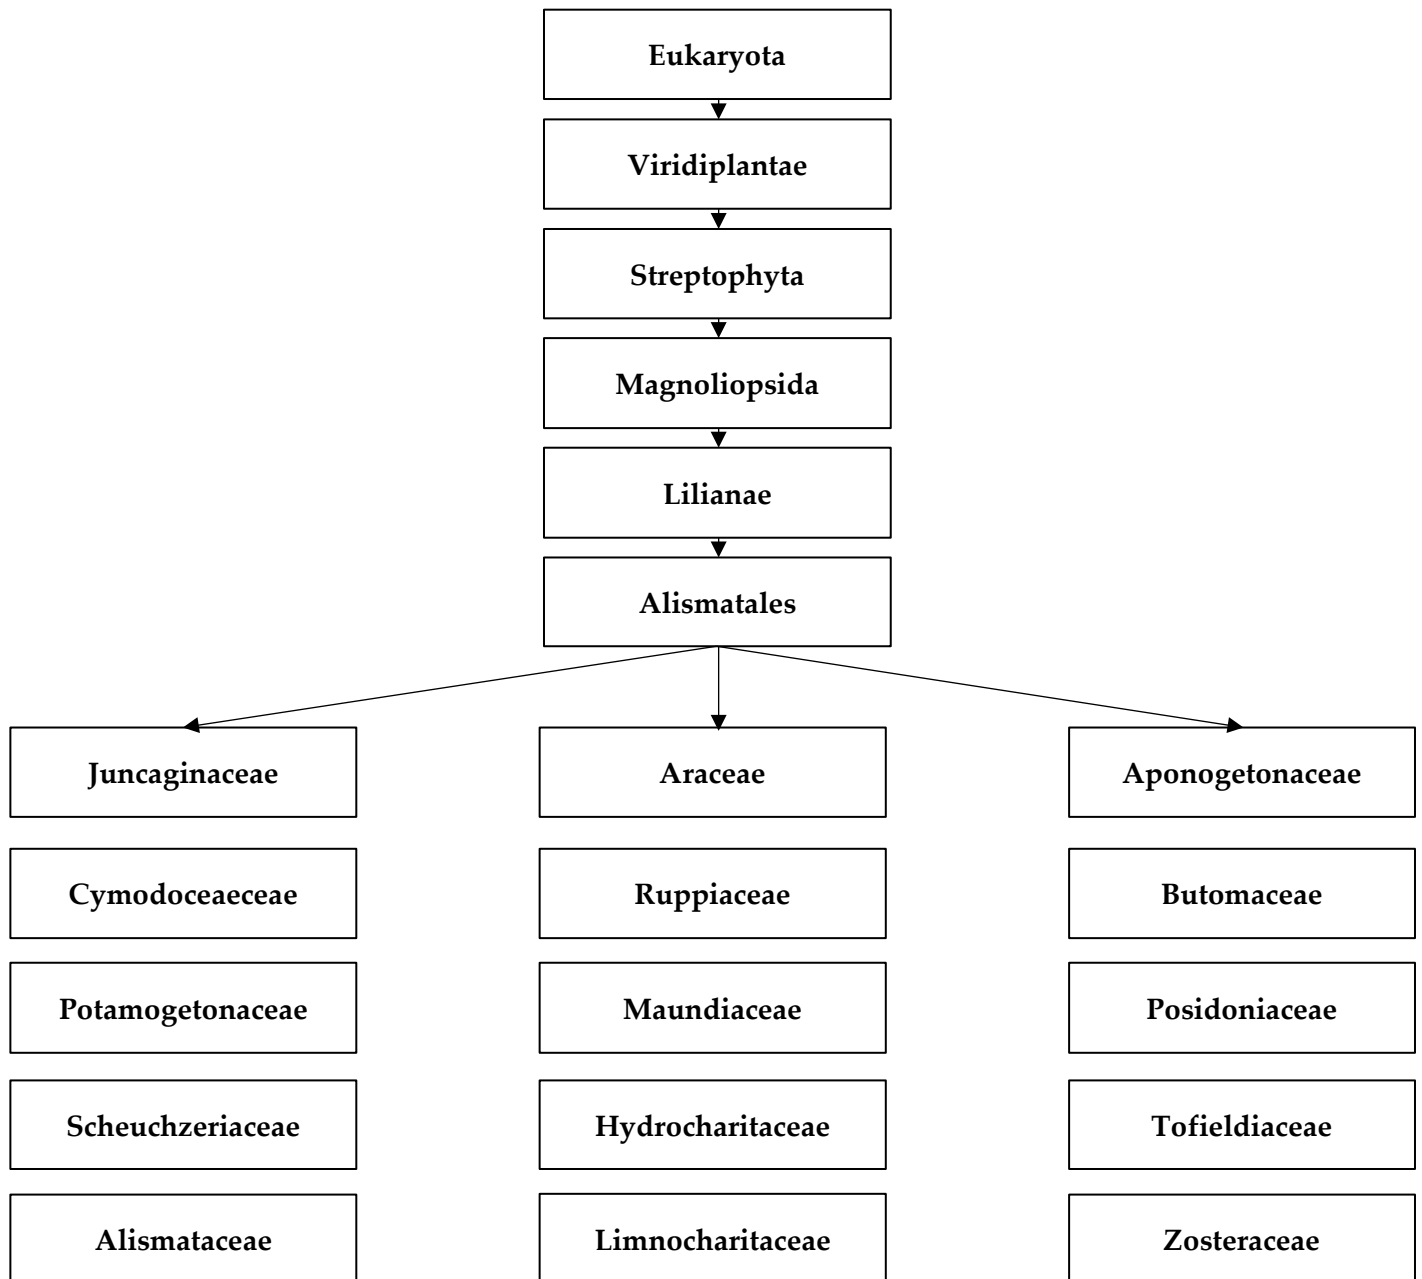 Eukaryota
Viridiplantae
Streptophyta
Magnoliopsida
Lilianae
Alismatales
Juncaginaceae
Araceae
Aponogetonaceae
Cymodoceaeceae
Ruppiaceae
Butomaceae
Potamogetonaceae
Maundiaceae
Posidoniaceae
Scheuchzeriaceae
Hydrocharitaceae
Tofieldiaceae
Alismataceae
Limnocharitaceae
Zosteraceae